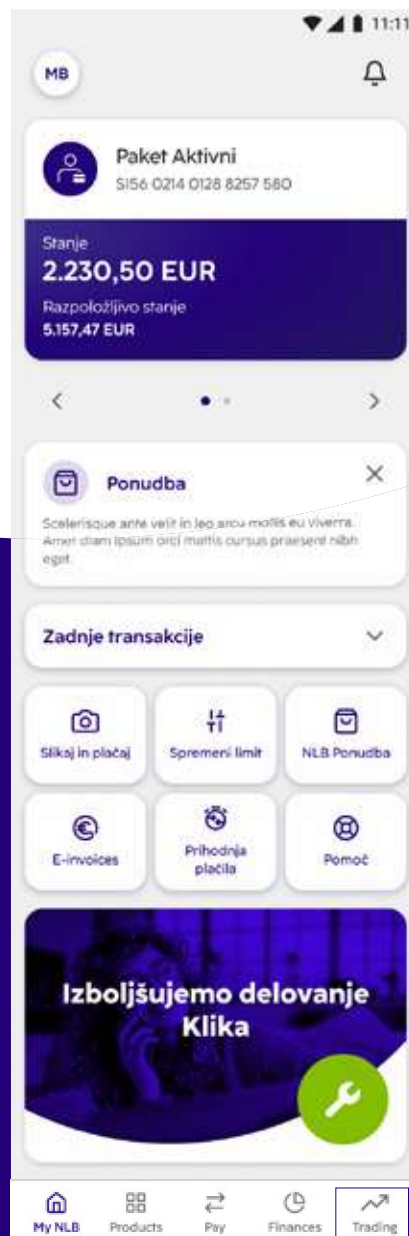 11:11
MB
Paket Aktivni
SI56 0214 0128 8257 580
Stanje
2.230,50 EUR
Razpoložljivo stanje
5.157,47 EUR
Ponudba
Scelerisque ante velit in leo arcu mollis eu viverra.
Amet diam ipsum orci mattis cursus praesent nibh
eget.
Zadnje transakcije
Slikaj in plačaj
Spremeni limit
NLB Ponudba
E-invoices
Prihodnja
plačila
Pomoč
Izboljšujemo delovanje
Klika
My NLB
Products
Pay
Finances
Trading